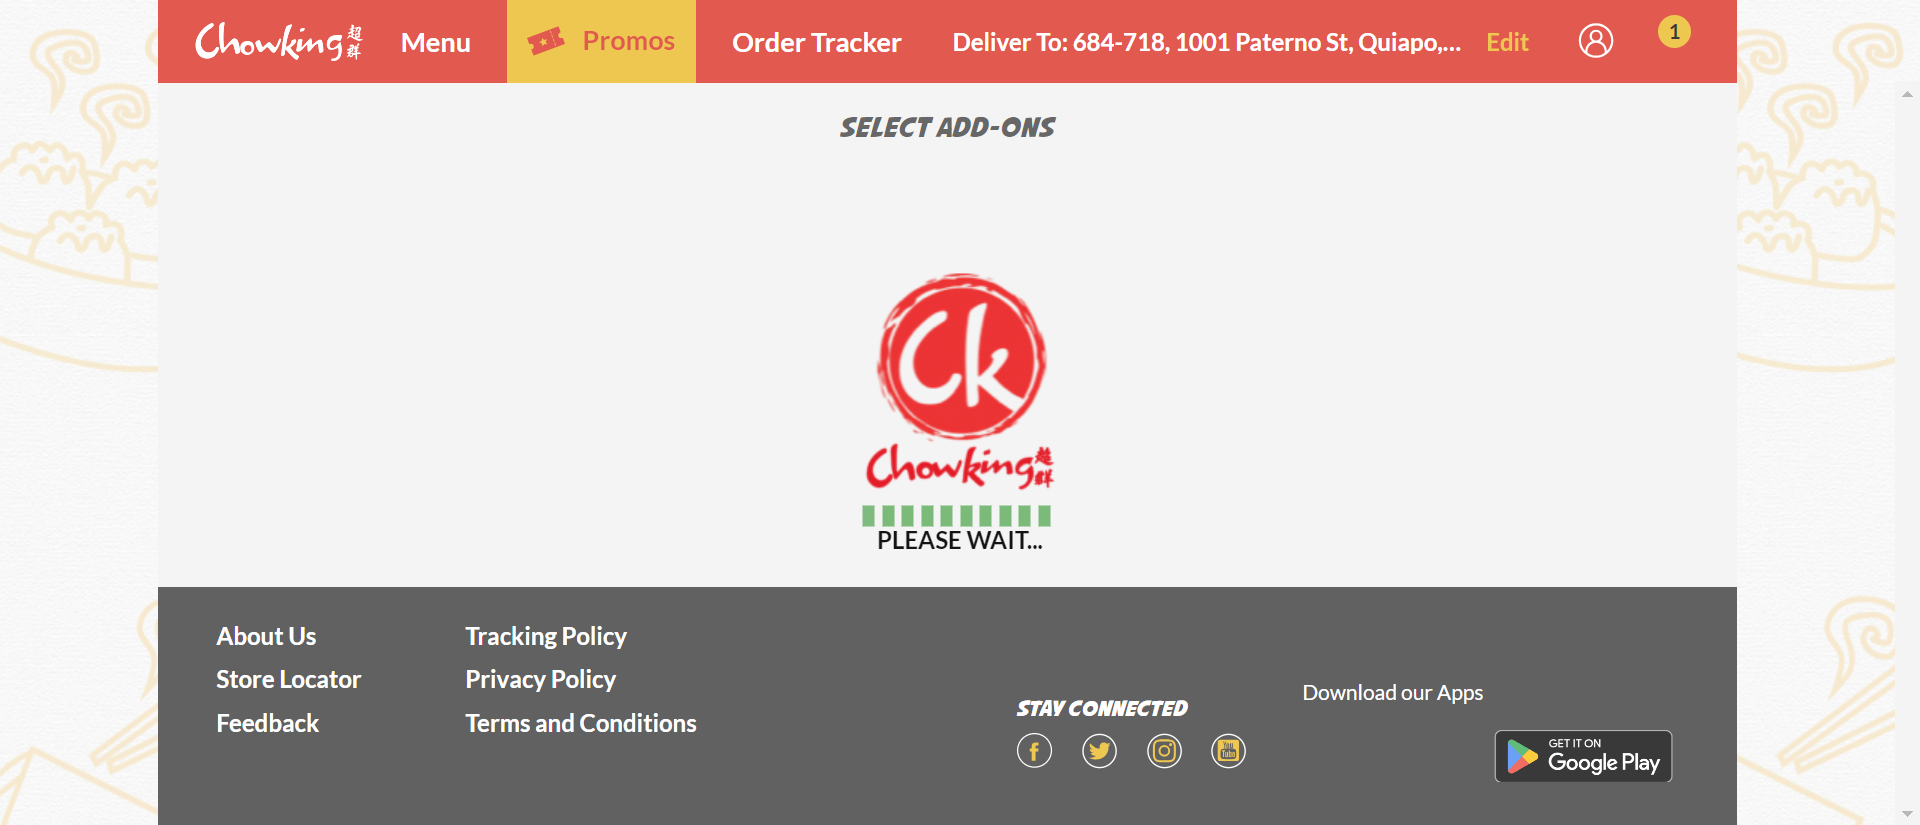 Chowking 超群
Menu
Promos
Order Tracker
Deliver To: 684-718, 1001 Paterno St, Quiapo,...
Edit
1
SELECT ADD-ONS
Ck
Chowking 超群
PLEASE WAIT...
About Us
Store Locator
Feedback
Tracking Policy
Privacy Policy
Terms and Conditions
STAY CONNECTED
You
Tube
Download our Apps
GET IT ON
Google Play